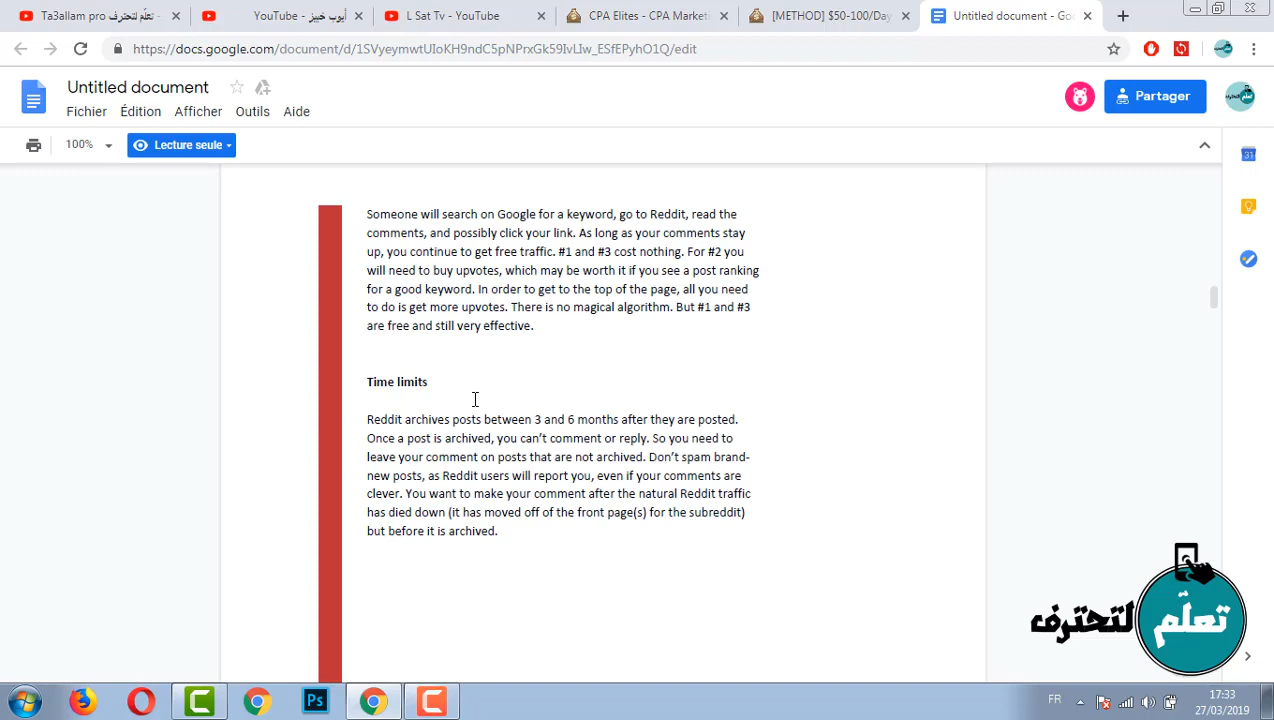 Ta3allam pro تعلّم لتحترف -
YouTube - أيوب خبيز
L Sat Tv - YouTube
CPA Elites - CPA Marketi
[METHOD] $50-100/Day
Untitled document - Goo
https://docs.google.com/document/d/1SVyeymwtUIoKH9ndC5pNPrxGk59IvLIw_ESfEPyhO1Q/edit
Untitled document
Partager
Fichier Édition Afficher Outils Aide
100% Lecture seule
31
Someone will search on Google for a keyword, go to Reddit, read the
comments, and possibly click your link. As long as your comments stay
up, you continue to get free traffic. #1 and #3 cost nothing. For #2 you
will need to buy upvotes, which may be worth it if you see a post ranking
for a good keyword. In order to get to the top of the page, all you need
to do is get more upvotes. There is no magical algorithm. But #1 and #3
are free and still very effective.
Time limits
Reddit archives posts between 3 and 6 months after they are posted.
Once a post is archived, you can’t comment or reply. So you need to
leave your comment on posts that are not archived. Don’t spam brand-
new posts, as Reddit users will report you, even if your comments are
clever. You want to make your comment after the natural Reddit traffic
has died down (it has moved off of the front page(s) for the subreddit)
but before it is archived.
تعلّم لتحترف
Ps
FR
17:33
27/03/2019